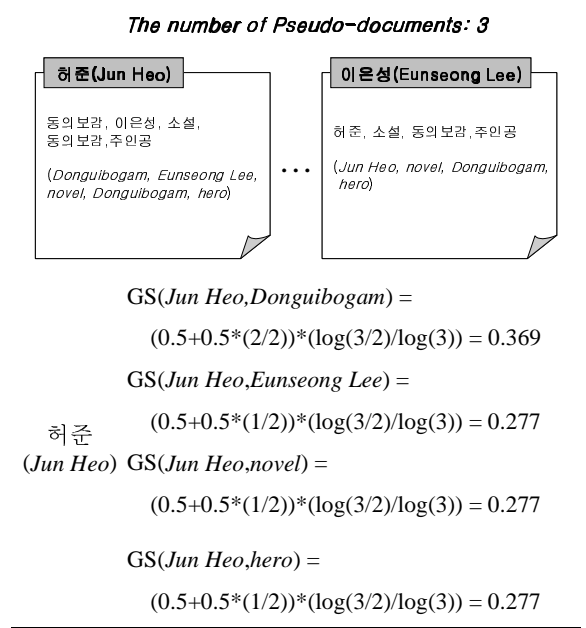 The number of Pseudo-documents: 3
허준(Jun Heo)
동의보감, 이은성, 소설,
동의보감,주인공
(Donguibogam, Eunseong Lee,
novel, Donguibogam, hero)
...
이은성(Eunseong Lee)
허준, 소설, 동의보감,주인공
(Jun Heo, novel, Donguibogam,
hero)
허준
(Jun Heo)
GS(Jun Heo,Donguibogam) =
(0.5+0.5*(2/2))*(log(3/2)/log(3)) = 0.369
GS(Jun Heo,Eunseong Lee) =
(0.5+0.5*(1/2))*(log(3/2)/log(3)) = 0.277
GS(Jun Heo,novel) =
(0.5+0.5*(1/2))*(log(3/2)/log(3)) = 0.277
GS(Jun Heo,hero) =
(0.5+0.5*(1/2))*(log(3/2)/log(3)) = 0.277